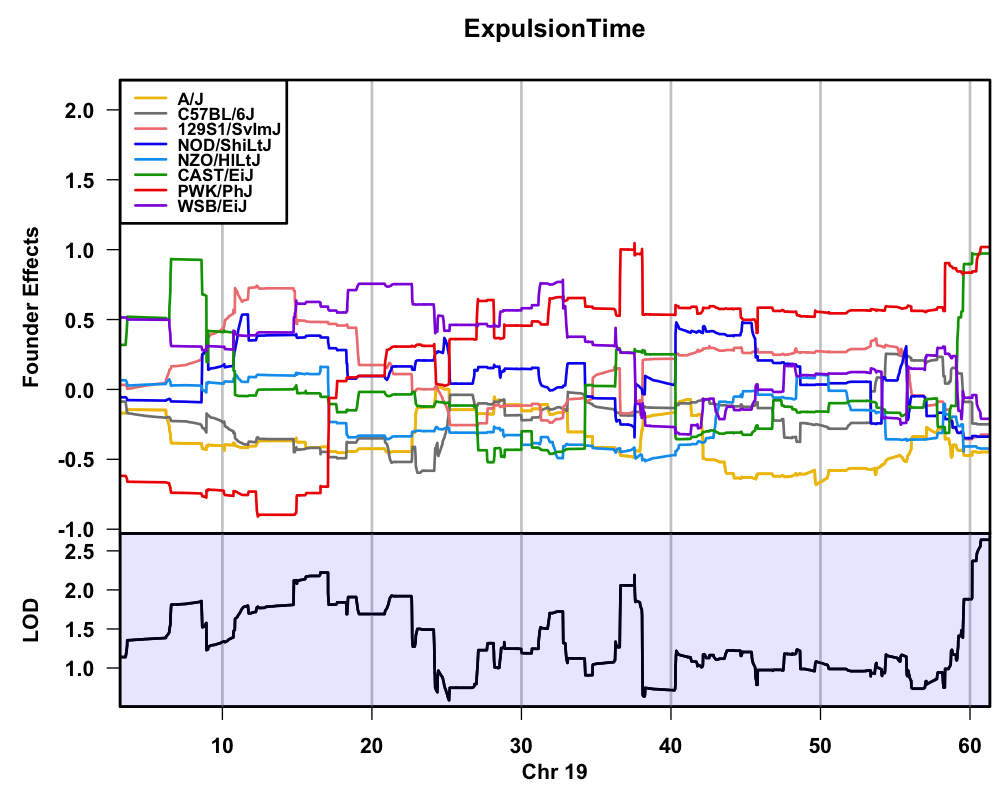 ExpulsionTime
A/J
C57BL/6J
129S1/SvImJ
NOD/ShiLtJ
NZO/HlLtJ
CAST/EiJ
PWK/PhJ
WSB/EiJ
Founder Effects
2.0
1.5
1.0
0.5
0.0
-0.5
-1.0
LOD
2.5
2.0
1.5
1.0
10 20 30 40 50 60
Chr 19